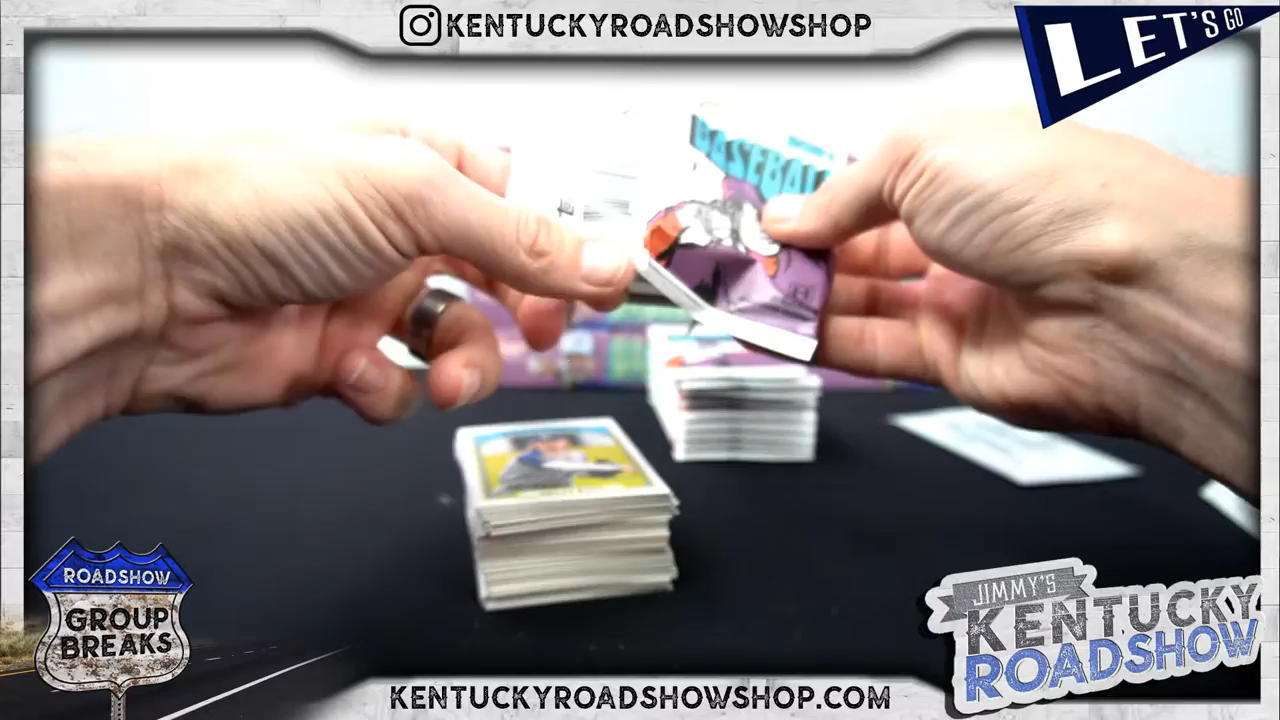 KENTUCKYROADSHOWSHOP
LET'S GO
BASEBALL
ROADSHOW
GROUP
BREAKS
JIMMY'S
KENTUCKY
ROADSHOW
KENTUCKYROADSHOWSHOP.COM